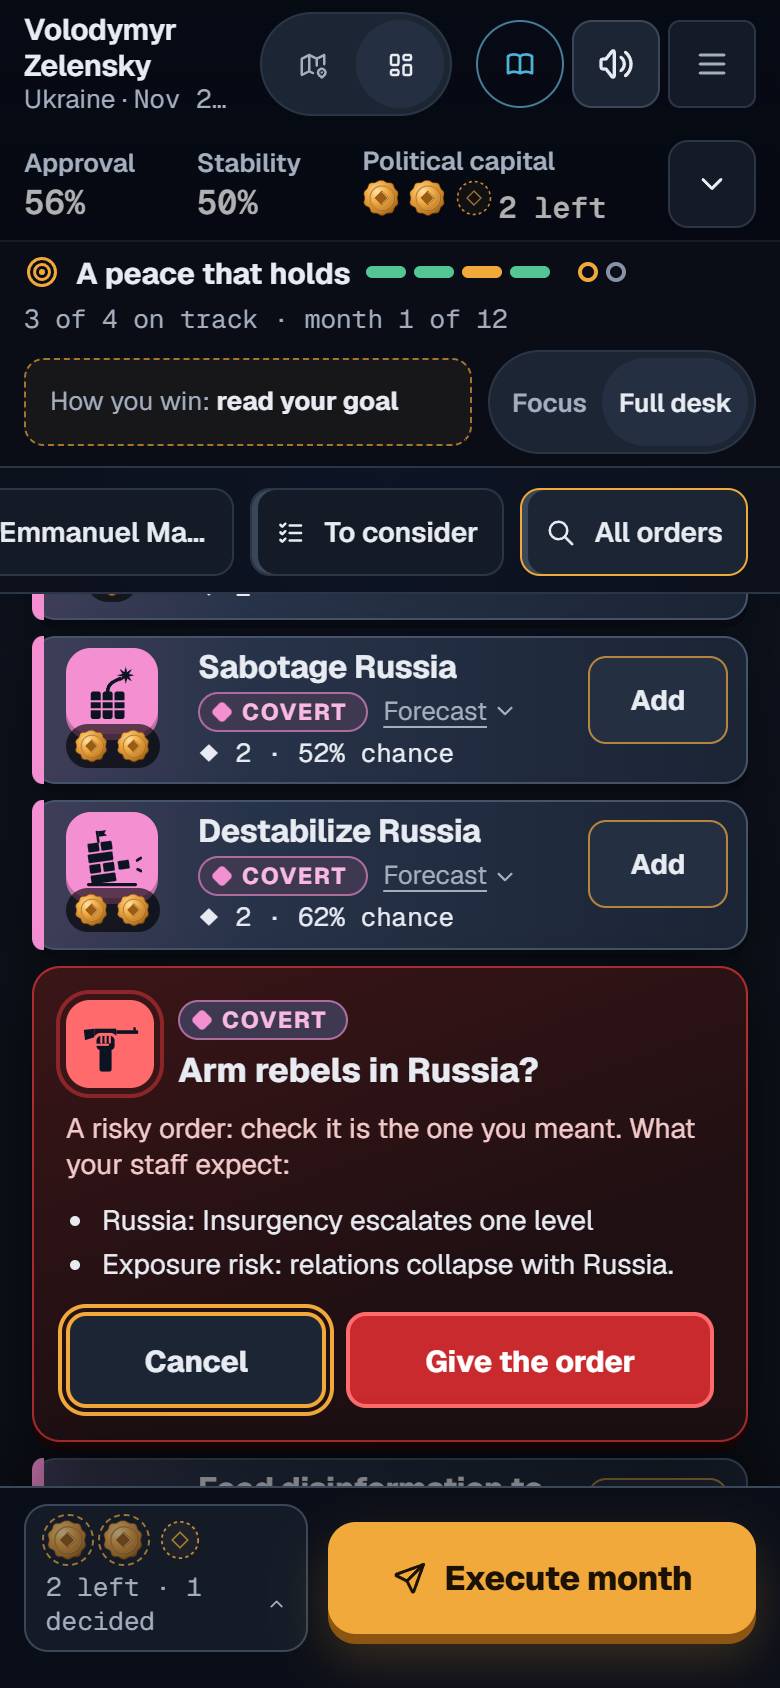 Volodymyr
Zelensky
Ukraine · Nov 2...
Approval
56%
Stability
50%
Political capital
2 left
A peace that holds
3 of 4 on track · month 1 of 12
How you win: read your goal
Focus
Full desk
Emmanuel Ma...
To consider
All orders
Sabotage Russia
COVERT
Forecast
2 · 52% chance
Add
Destabilize Russia
COVERT
Forecast
2 · 62% chance
Add
COVERT
Arm rebels in Russia?
A risky order: check it is the one you meant. What
your staff expect:
• Russia: Insurgency escalates one level
• Exposure risk: relations collapse with Russia.
Cancel
Give the order
Feed disinformation to
2 left · 1
decided
Execute month